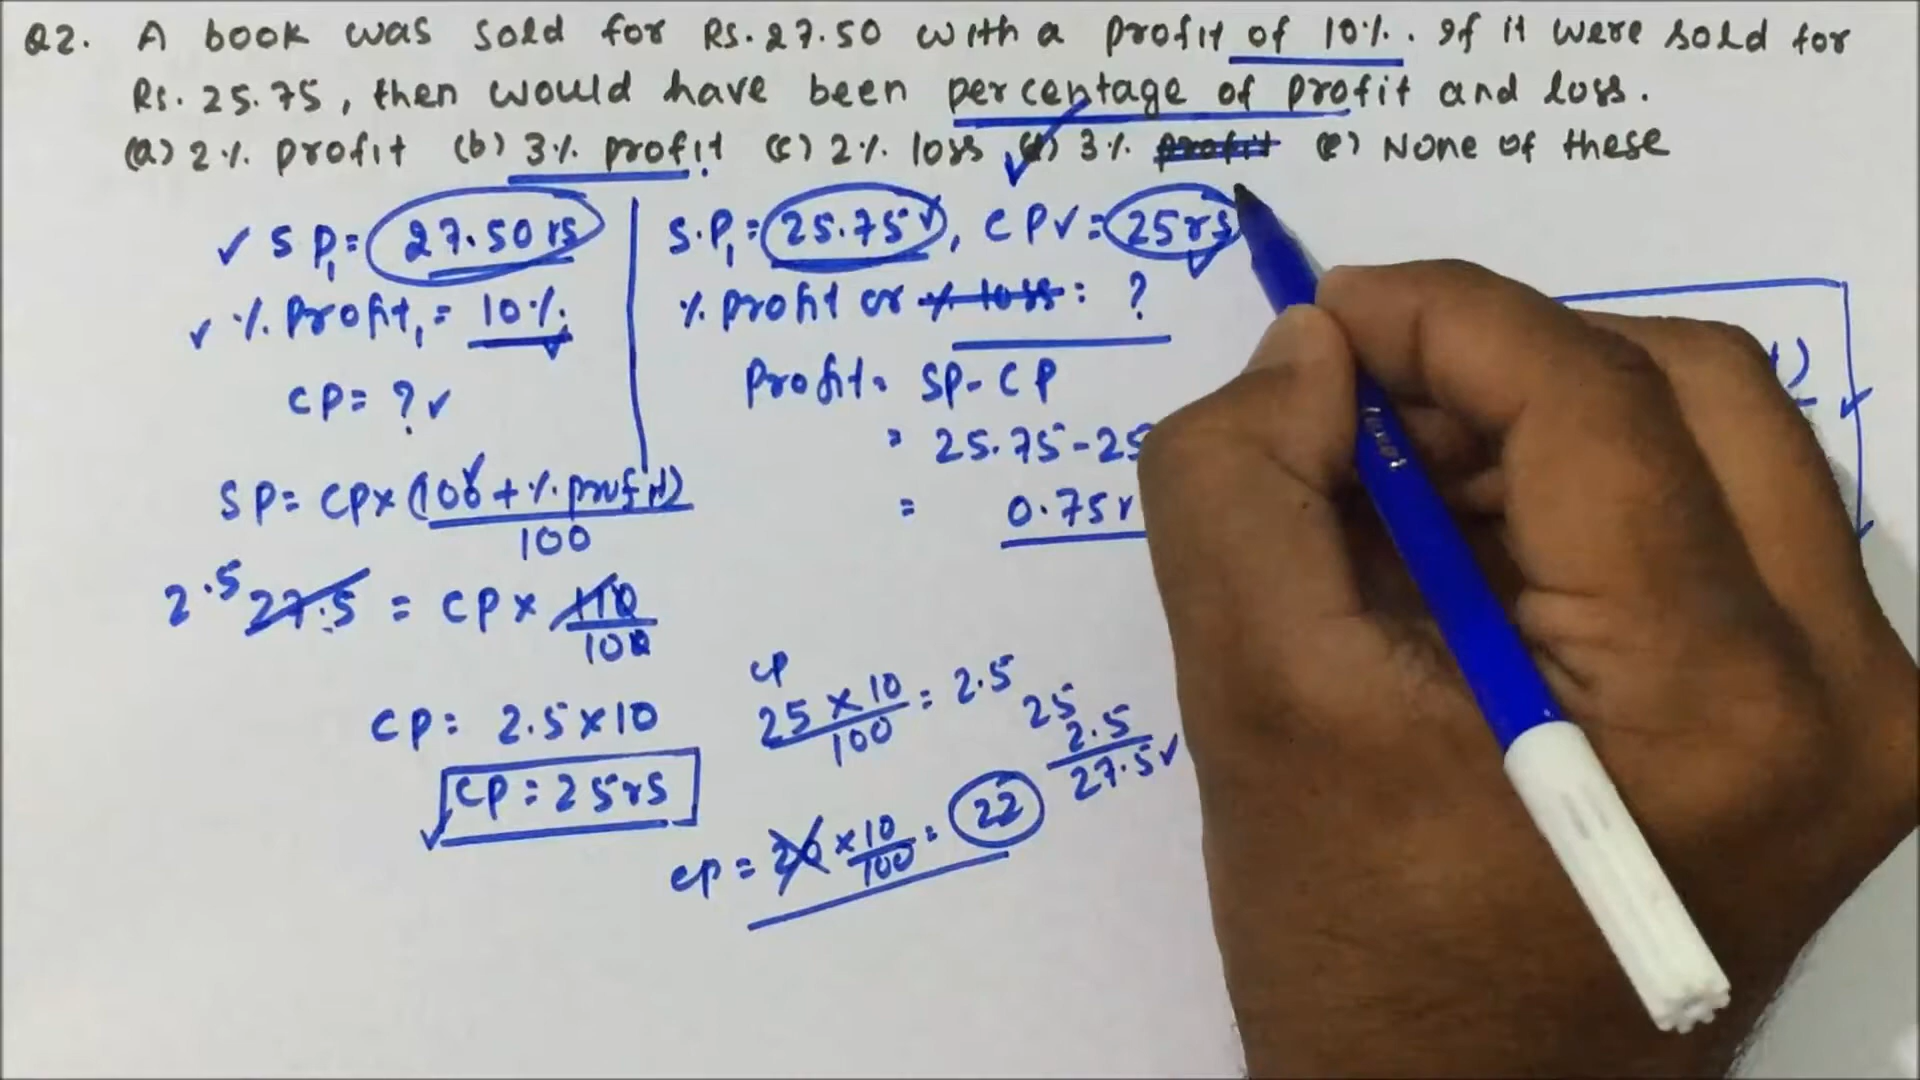 Q2. A book was sold for Rs. 27.50 with a profit of 10%. If it were sold for
Rs. 25.75, then would have been percentage of profit and loss.
(a) 2% profit (b) 3% profit (c) 2% loss (d) 3% profit (e) None of these
✓ S P1 = 27.50 rs
✓ % Profit1 = 10%
CP = ? ✓
SP = CP × (100 + % profit)
100
2.5 27.5 = CP × 110
100
CP = 2.5 × 10
CP = 25 rs
S.P1 = 25.75 ✓, CP ✓ = 25 rs
% Profit or % loss : ?
Profit = SP - CP
= 25.75 - 25
= 0.75
CP
25 × 10 = 2.5
100
25
2.5
27.5 ✓
CP = × 10 = 22
100